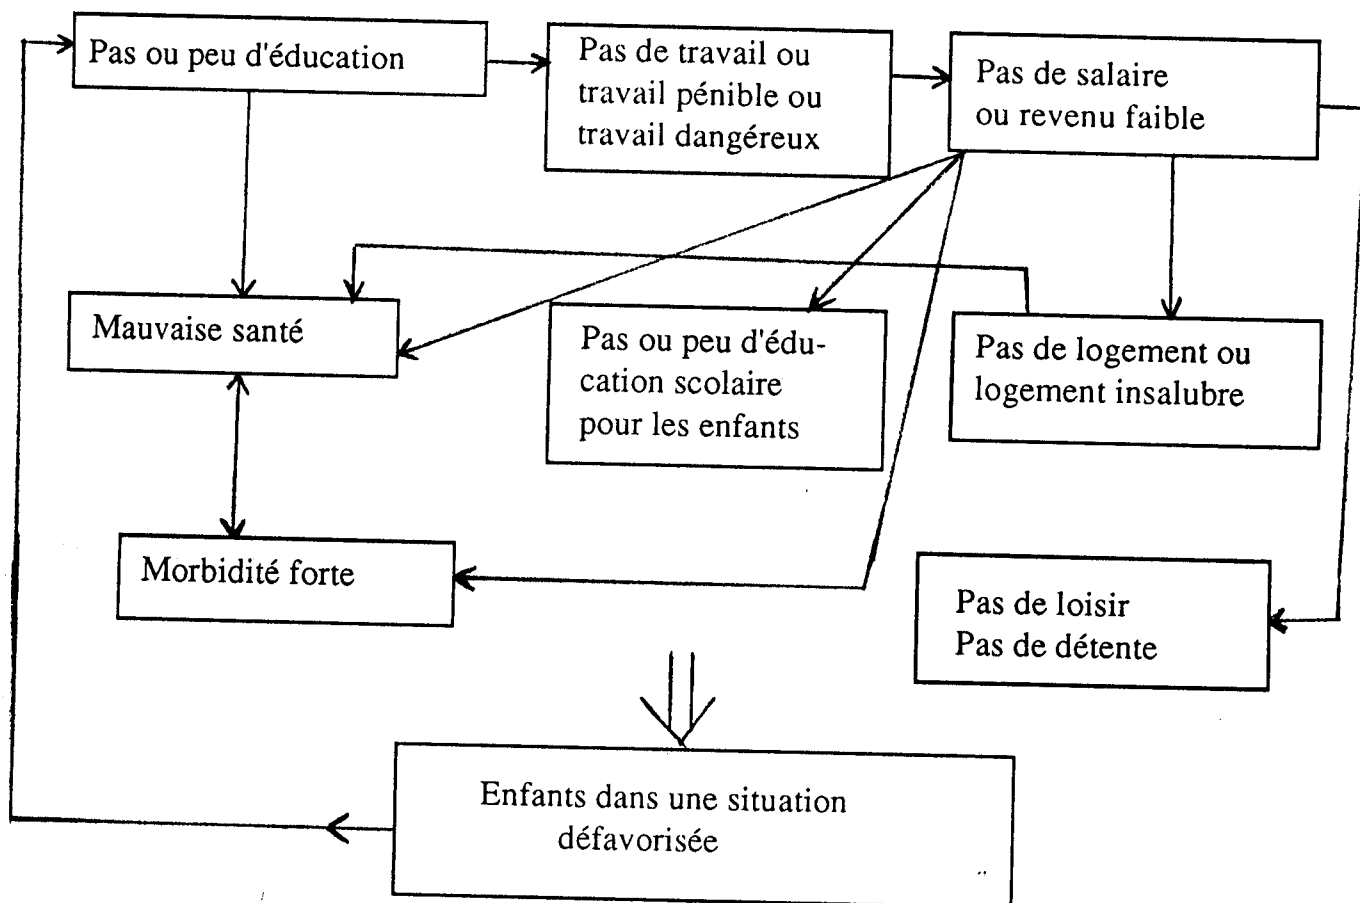 Pas ou peu d'éducation
Pas de travail ou
travail pénible ou
travail dangéreux
Pas de salaire
ou revenu faible
Mauvaise santé
Pas ou peu d'édu-
cation scolaire
pour les enfants
Pas de logement ou
logement insalubre
Morbidité forte
Pas de loisir
Pas de détente
Enfants dans une situation
défavorisée